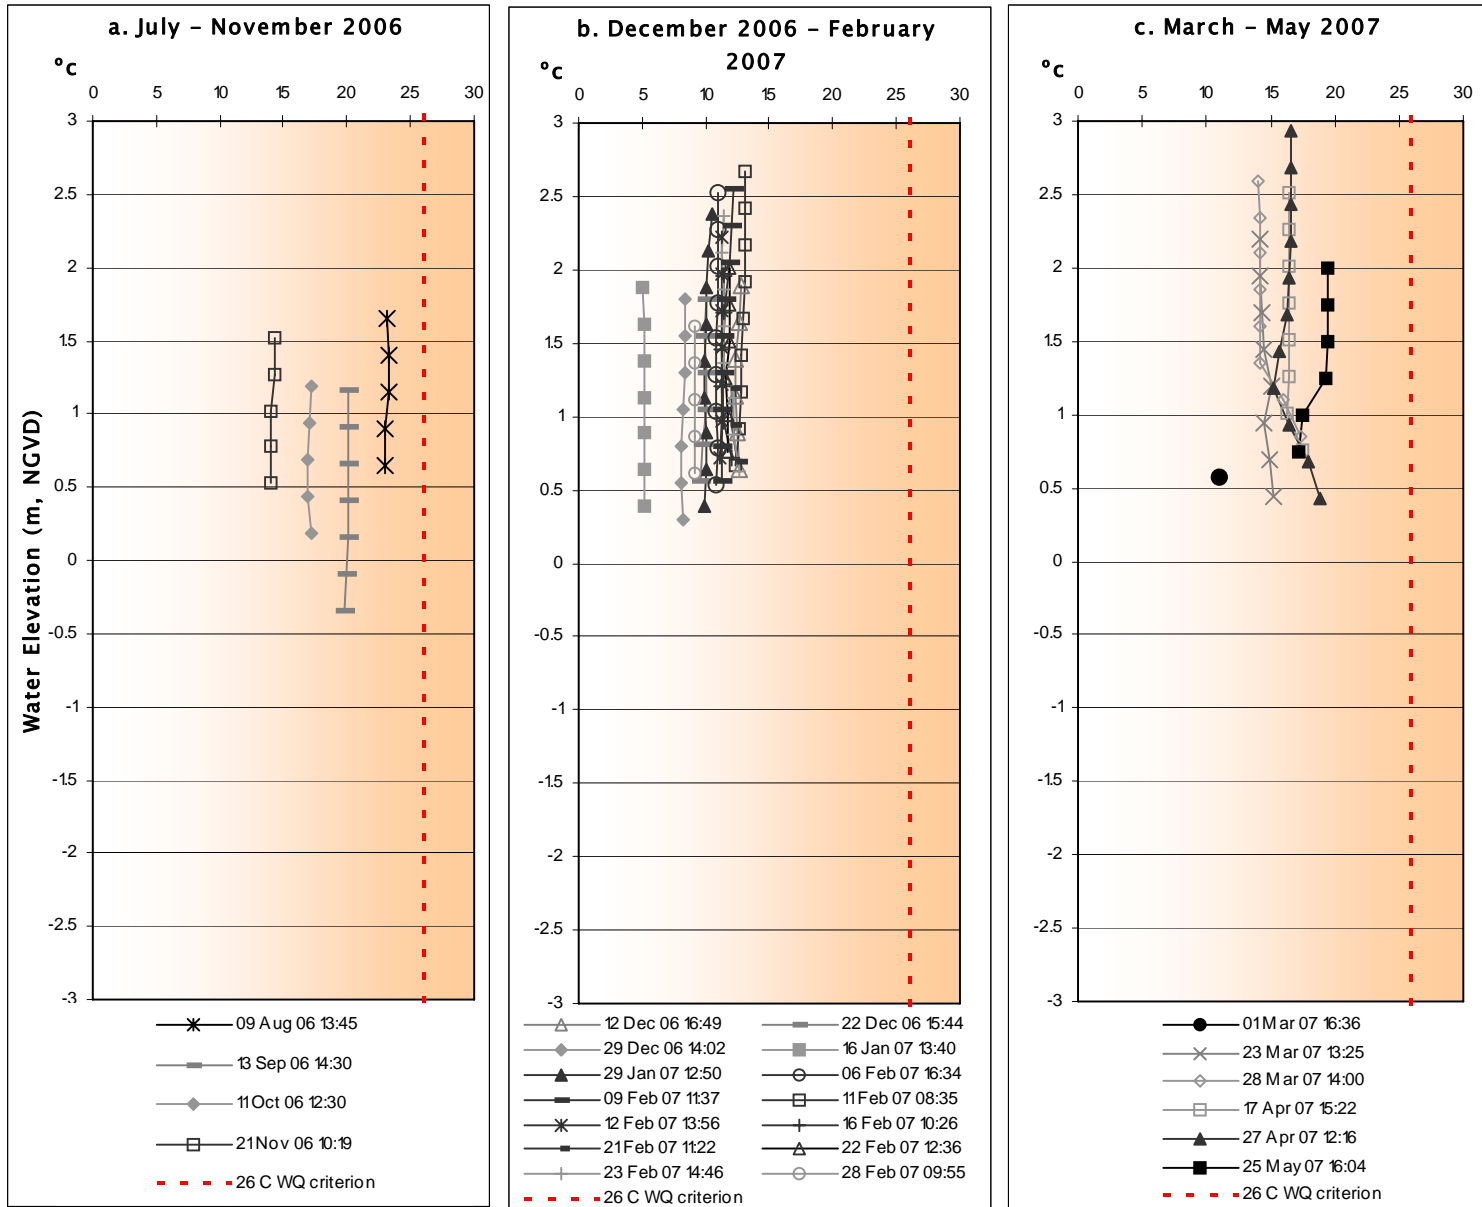 a. July – November 2006
°c
0 5 10 15 20 25 30
3
2.5
2
1.5
1
0.5
0
-0.5
-1
-1.5
-2
-2.5
-3
Water Elevation (m, NGVD)
09 Aug 06 13:45
13 Sep 06 14:30
11 Oct 06 12:30
21 Nov 06 10:19
26 C WQ criterion
b. December 2006 – February
2007
°c
0 5 10 15 20 25 30
3
2.5
2
1.5
1
0.5
0
-0.5
-1
-1.5
-2
-2.5
-3
12 Dec 06 16:49 22 Dec 06 15:44
29 Dec 06 14:02 16 Jan 07 13:40
29 Jan 07 12:50 06 Feb 07 16:34
09 Feb 07 11:37 11 Feb 07 08:35
12 Feb 07 13:56 16 Feb 07 10:26
21 Feb 07 11:22 22 Feb 07 12:36
23 Feb 07 14:46 28 Feb 07 09:55
26 C WQ criterion
c. March – May 2007
°c
0 5 10 15 20 25 30
3
2.5
2
1.5
1
0.5
0
-0.5
-1
-1.5
-2
-2.5
-3
01 Mar 07 16:36
23 Mar 07 13:25
28 Mar 07 14:00
17 Apr 07 15:22
27 Apr 07 12:16
25 May 07 16:04
26 C WQ criterion